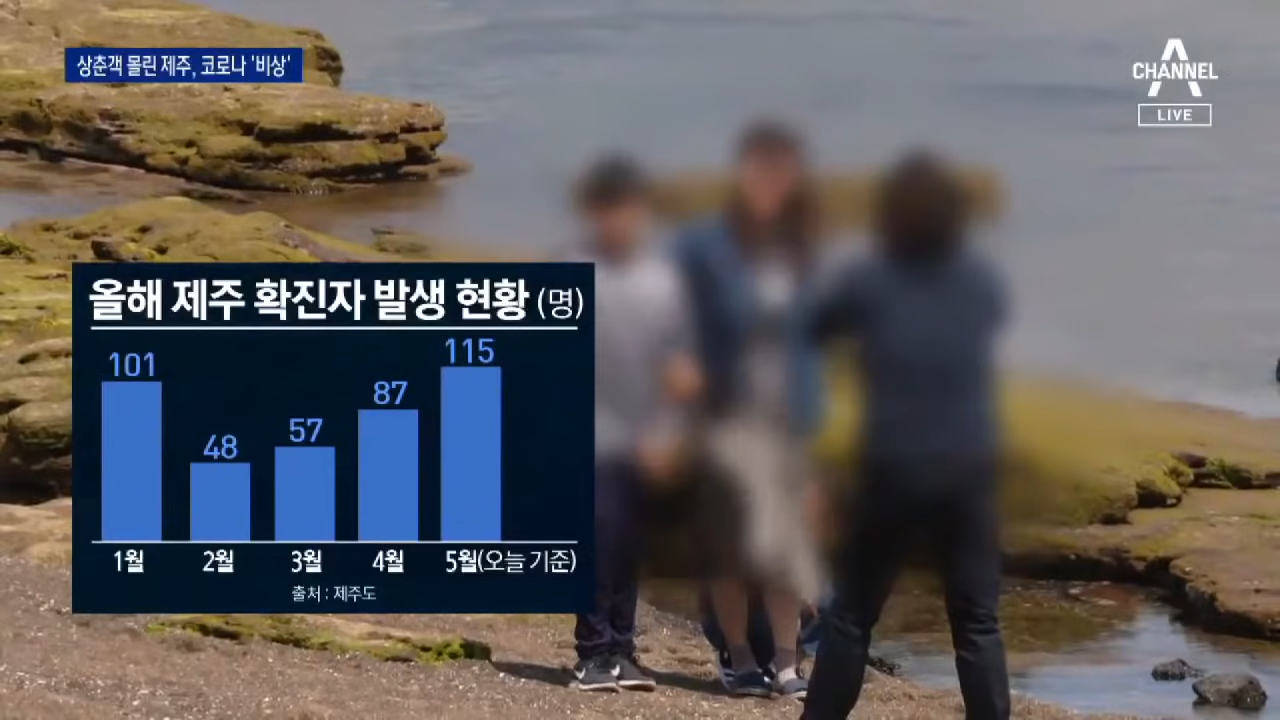 상춘객 몰린 제주, 코로나 '비상'
CHANNEL A
LIVE
올해 제주 확진자 발생 현황 (명)
101 48 57 87 115
1월 2월 3월 4월 5월(오늘 기준)
출처 : 제주도